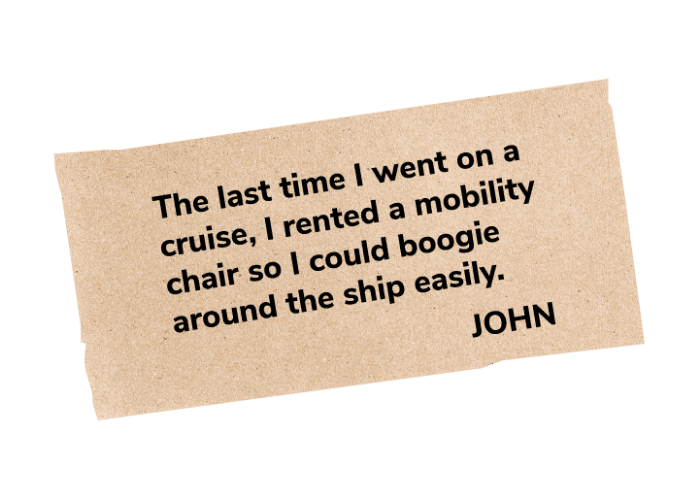 The last time I went on a
cruise, I rented a mobility
chair so I could boogie
around the ship easily.
JOHN